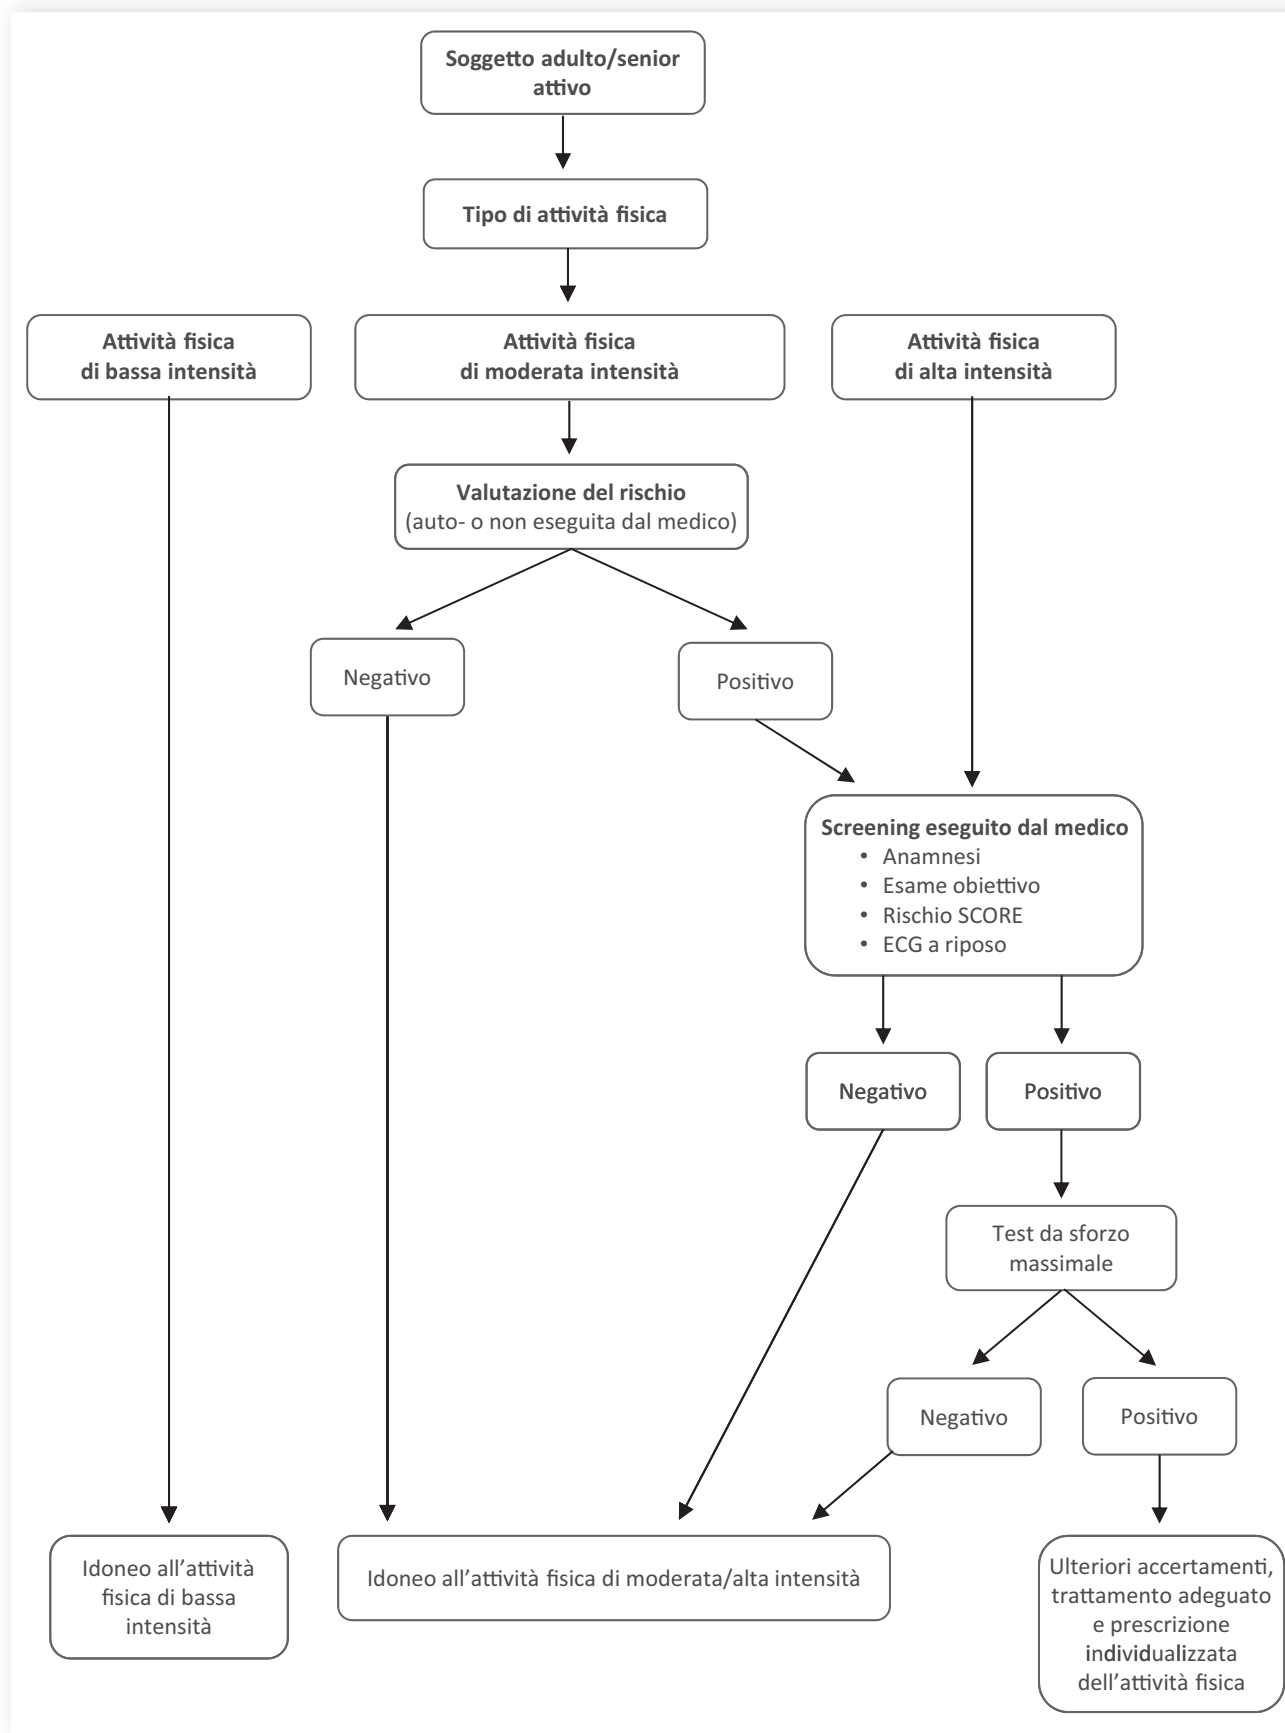 Soggetto adulto/senior
attivo
Tipo di attività fisica
Attività fisica
di bassa intensità
Attività fisica
di moderata intensità
Attività fisica
di alta intensità
Valutazione del rischio
(auto- o non eseguita dal medico)
Negativo
Positivo
Screening eseguito dal medico
• Anamnesi
• Esame obiettivo
• Rischio SCORE
• ECG a riposo
Negativo
Positivo
Test da sforzo
massimale
Negativo
Positivo
Idoneo all’attività
fisica di bassa
intensità
Idoneo all’attività fisica di moderata/alta intensità
Ulteriori accertamenti,
trattamento adeguato
e prescrizione
individualizzata
dell’attività fisica